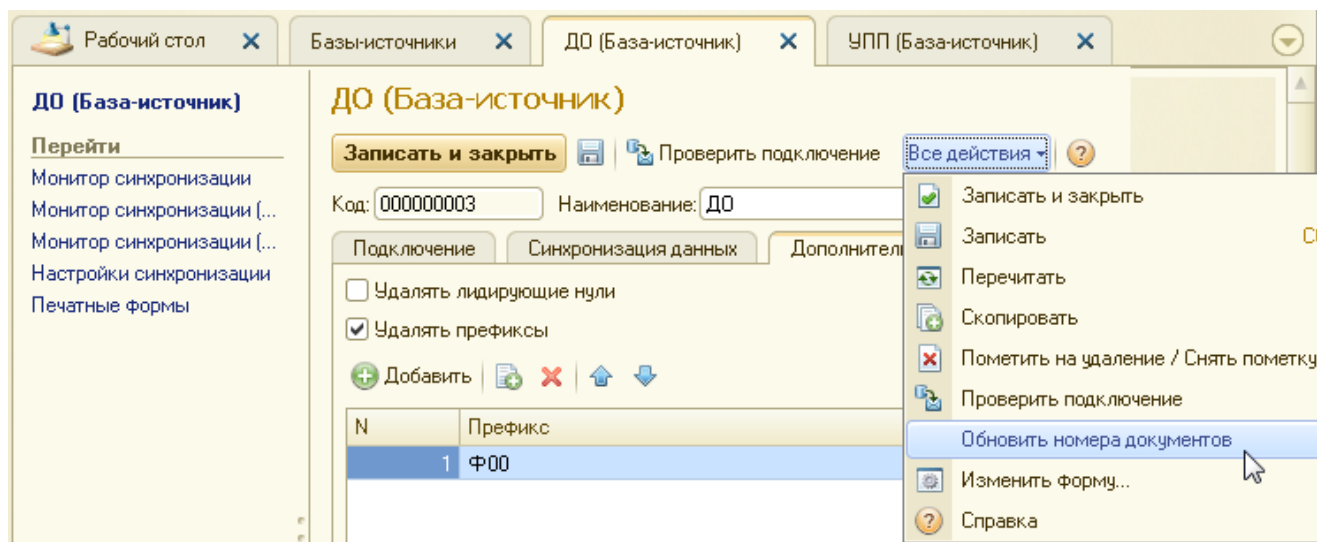 Рабочий стол
Базы-источники
ДО (База-источник)
УПП (База-источник)
ДО (База-источник)
Перейти
Монитор синхронизации
Монитор синхронизации (...
Монитор синхронизации (...
Настройки синхронизации
Печатные формы
ДО (База-источник)
Записать и закрыть
Проверить подключение
Все действия
Код: 000000003
Наименование: ДО
Подключение
Синхронизация данных
Дополнител
Удалять лидирующие нули
Удалять префиксы
Добавить
N
Префикс
1
Ф00
Записать и закрыть
Записать
Перечитать
Скопировать
Пометить на удаление / Снять пометку
Проверить подключение
Обновить номера документов
Изменить форму...
Справка